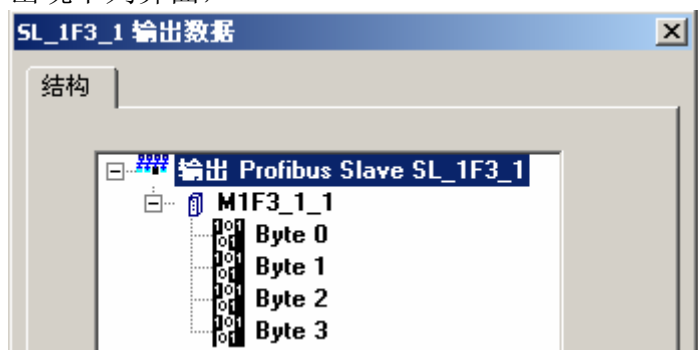 SL_1F3_1 输出数据
结构
输出 Profibus Slave SL_1F3_1
M1F3_1_1
Byte 0
Byte 1
Byte 2
Byte 3